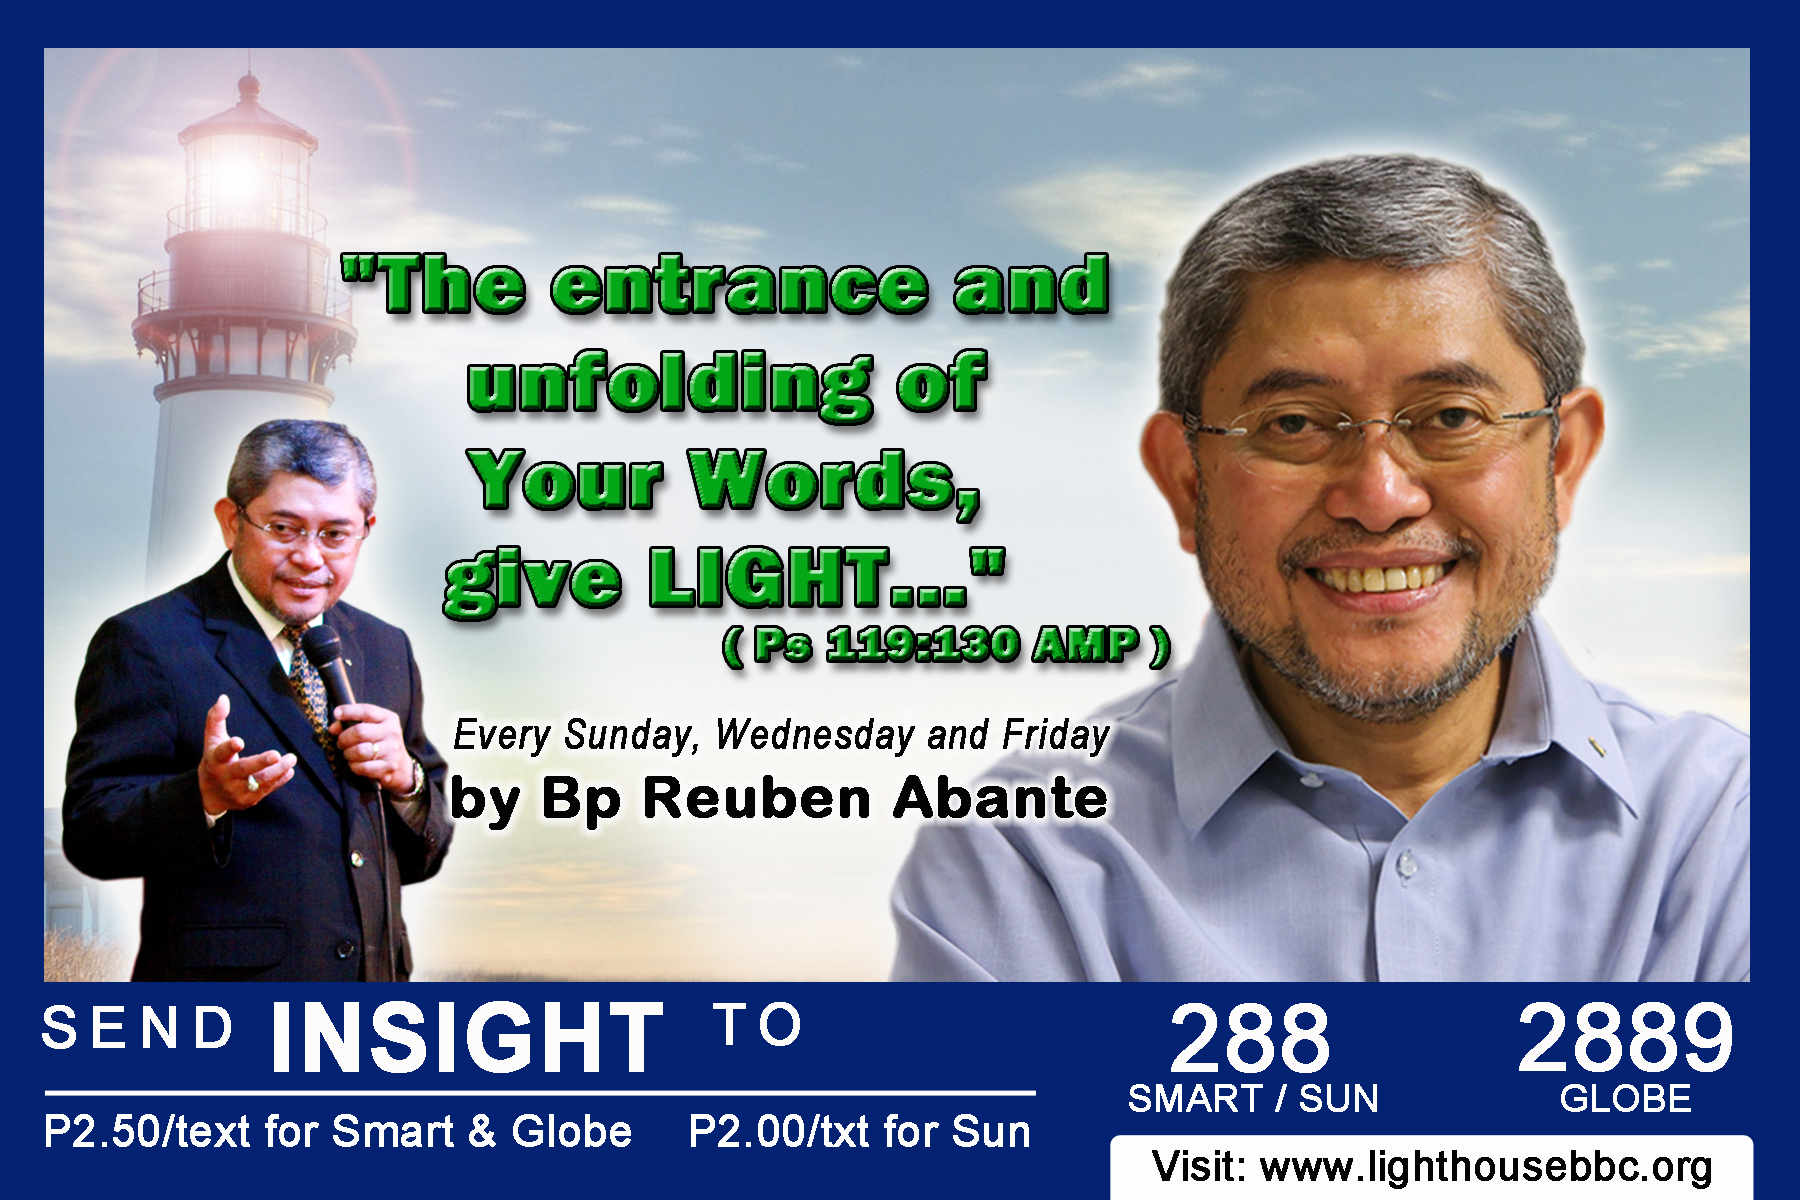 "The entrance and
unfolding of
Your Words,
give LIGHT..."
( Ps 119:130 AMP )
Every Sunday, Wednesday and Friday
by Bp Reuben Abante
SEND INSIGHT TO
288
SMART / SUN
2889
GLOBE
P2.50/text for Smart & Globe P2.00/txt for Sun
Visit: www.lighthousebbc.org